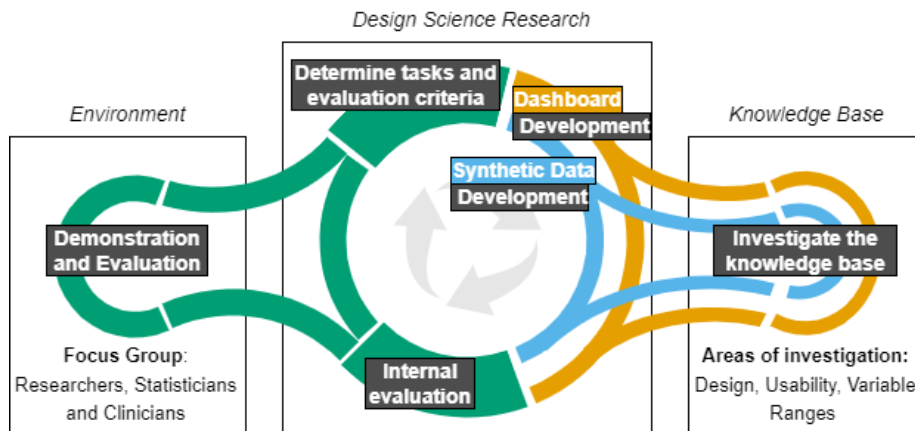 Design Science Research
Environment
Knowledge Base
Determine tasks and
evaluation criteria
Dashboard
Development
Synthetic Data
Development
Demonstration
and Evaluation
Investigate the
knowledge base
Internal
evaluation
Focus Group:
Researchers, Statisticians
and Clinicians
Areas of investigation:
Design, Usability, Variable
Ranges